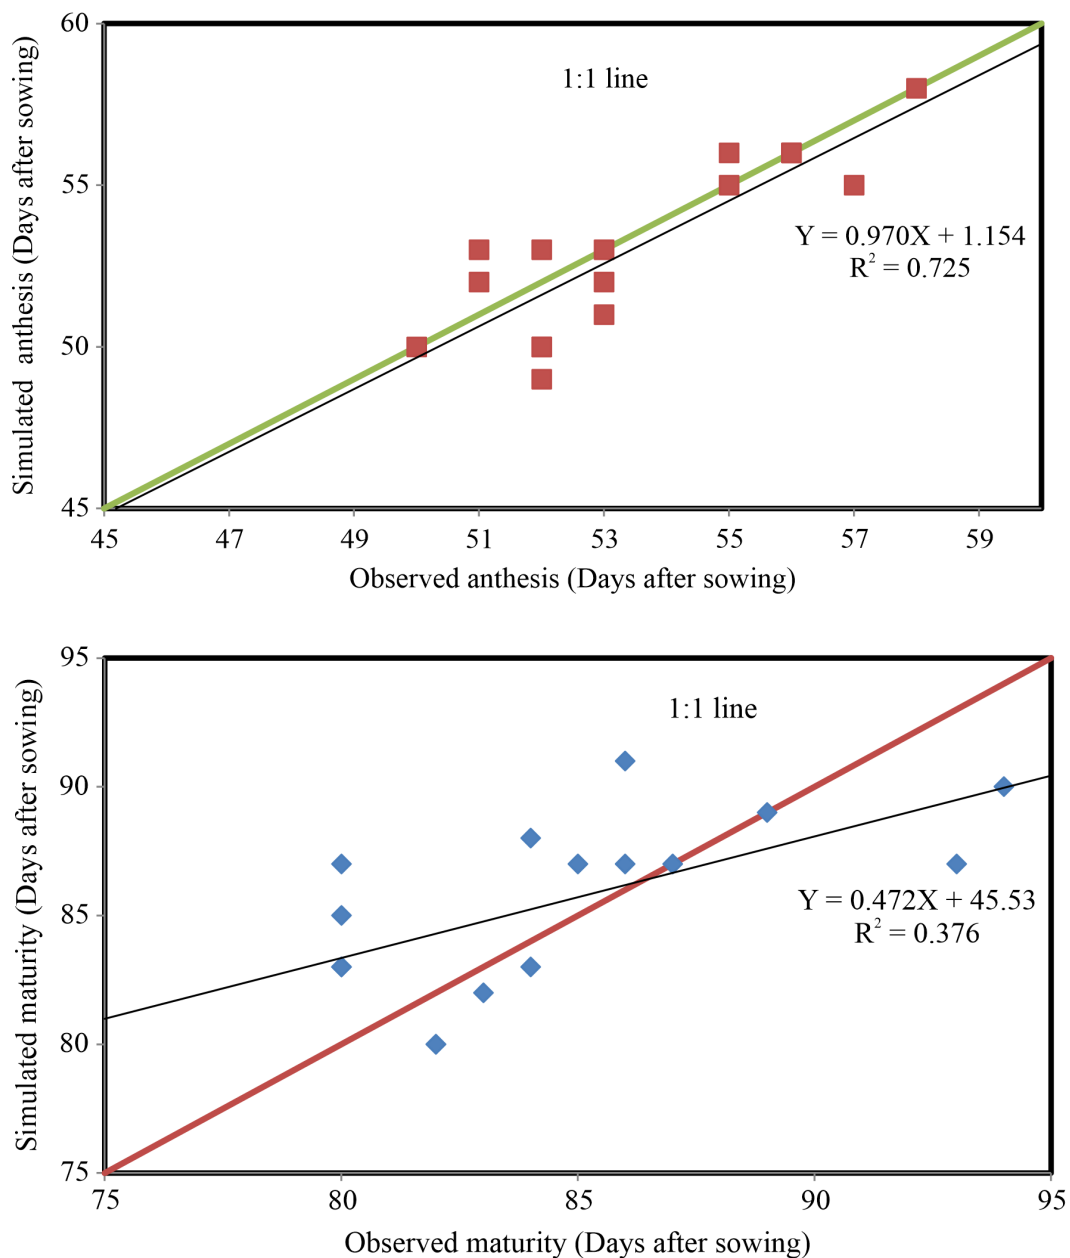 60
1:1 line
55
Y = 0.970X + 1.154
R² = 0.725
50
45
Simulated anthesis (Days after sowing)
45 47 49 51 53 55 57 59
Observed anthesis (Days after sowing)
95
1:1 line
90
Y = 0.472X + 45.53
R² = 0.376
85
80
75
Simulated maturity (Days after sowing)
75 80 85 90 95
Observed maturity (Days after sowing)